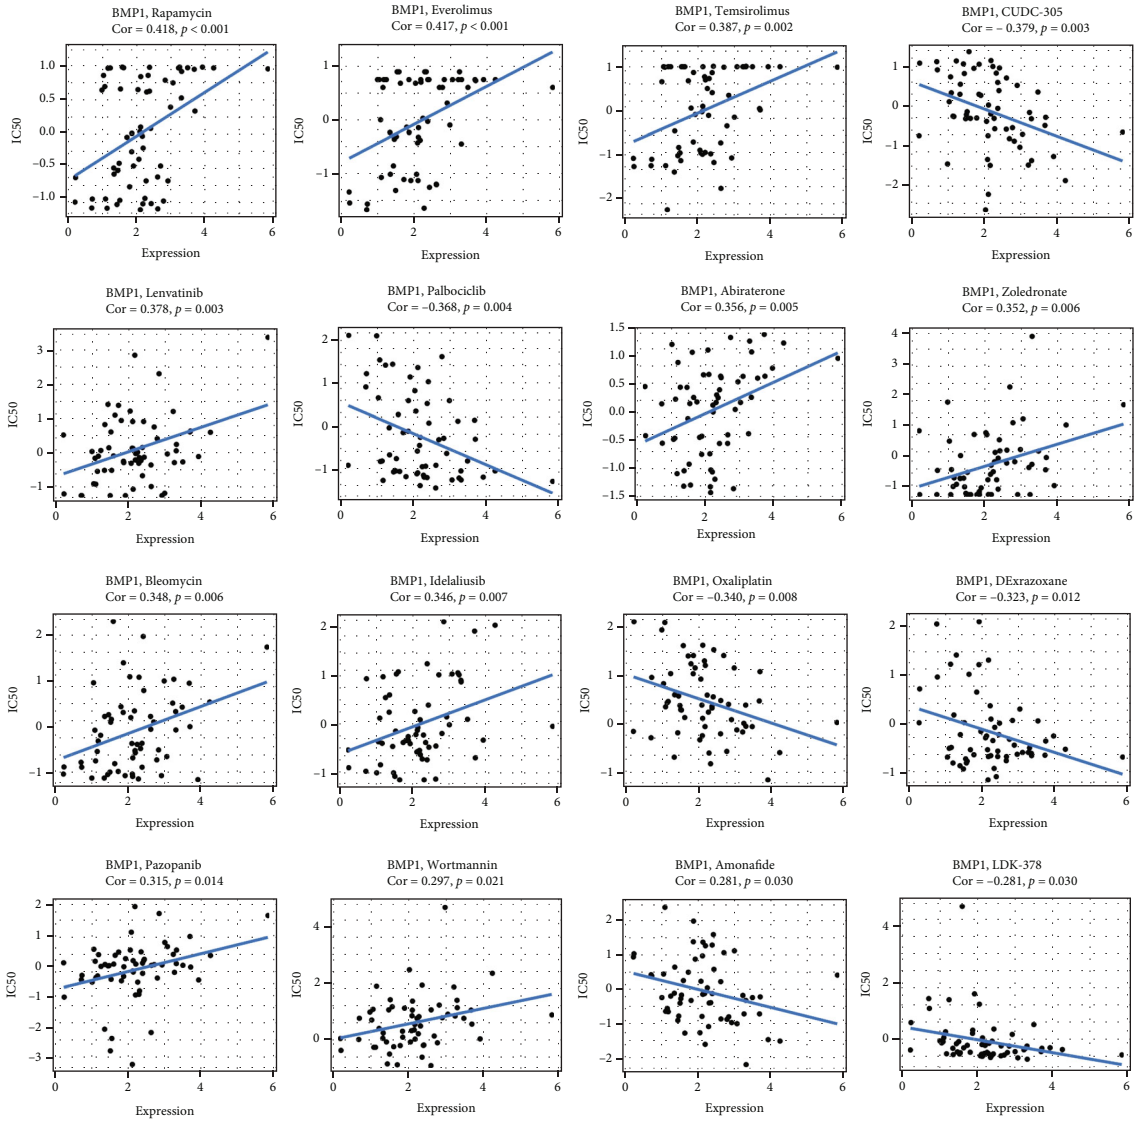 BMP1, Rapamycin
Cor = 0.418, p < 0.001
1.0
0.5
0.0
−0.5
−1.0
IC50
0 2 4 6
Expression
BMP1, Everolimus
Cor = 0.417, p < 0.001
1
0
−1
IC50
0 2 4 6
Expression
BMP1, Temsirolimus
Cor = 0.387, p = 0.002
1
0
−1
−2
IC50
0 2 4 6
Expression
BMP1, CUDC-305
Cor = − 0.379, p = 0.003
1
0
−1
−2
IC50
0 2 4 6
Expression
BMP1, Lenvatinib
Cor = 0.378, p = 0.003
3
2
1
0
−1
IC50
0 2 4 6
Expression
BMP1, Palbociclib
Cor = −0.368, p = 0.004
2
1
0
−1
IC50
0 2 4 6
Expression
BMP1, Abiraterone
Cor = 0.356, p = 0.005
1.5
1.0
0.5
0.0
−0.5
−1.0
−1.5
IC50
0 2 4 6
Expression
BMP1, Zoledronate
Cor = 0.352, p = 0.006
4
3
2
0
−1
IC50
0 2 4 6
Expression
BMP1, Bleomycin
Cor = 0.348, p = 0.006
2
1
0
−1
IC50
0 2 4 6
Expression
BMP1, Idelaliusib
Cor = 0.346, p = 0.007
2
1
0
−1
IC50
0 2 4 6
Expression
BMP1, Oxaliplatin
Cor = −0.340, p = 0.008
2
1
0
−1
IC50
0 2 4 6
Expression
BMP1, DExrazoxane
Cor = −0.323, p = 0.012
2
1
0
−1
IC50
0 2 4 6
Expression
BMP1, Pazopanib
Cor = 0.315, p = 0.014
2
1
0
−1
−2
−3
IC50
0 2 4 6
Expression
BMP1, Wortmannin
Cor = 0.297, p = 0.021
4
2
0
IC50
0 2 4 6
Expression
BMP1, Amonafide
Cor = 0.281, p = 0.030
2
1
0
−1
−2
IC50
0 2 4 6
Expression
BMP1, LDK-378
Cor = −0.281, p = 0.030
4
2
0
IC50
0 2 4 6
Expression